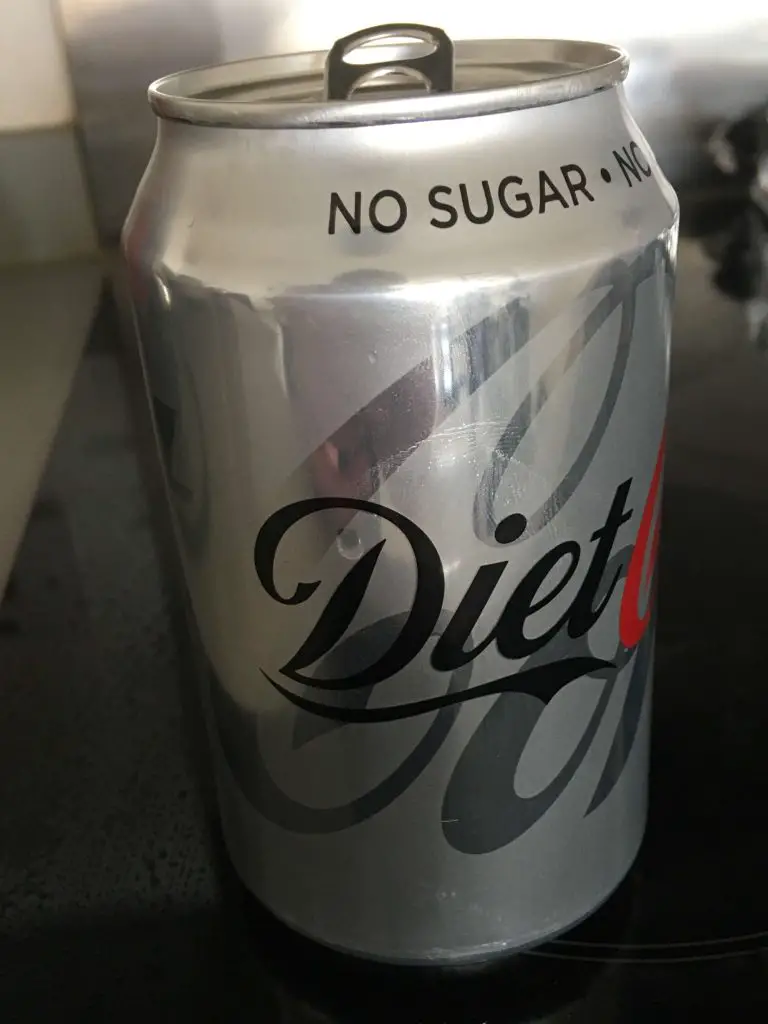 NO SUGAR • NO
Diet